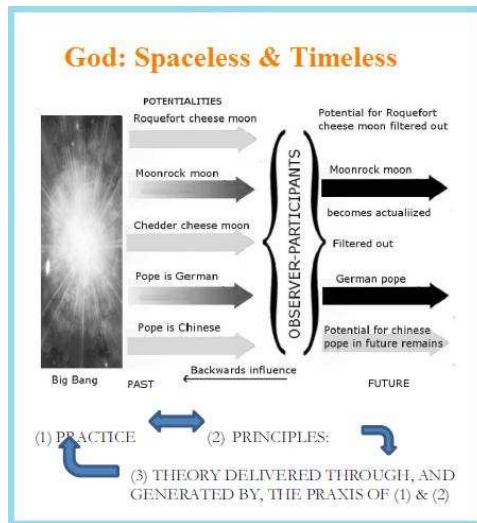 God: Spaceless & Timeless
POTENTIALITIES
Roquefort cheese moon
Potential for Roquefort
cheese moon filtered out
Moonrock moon
Moonrock moon
becomes actualiized
Chedder cheese moon
Filtered out
OBSERVER-PARTICIPANTS
Pope is German
German pope
Pope is Chinese
Potential for chinese
pope in future remains
Big Bang
PAST
Backwards influence
FUTURE
(1) PRACTICE
(2) PRINCIPLES:
(3) THEORY DELIVERED THROUGH, AND
GENERATED BY, THE PRAXIS OF (1) & (2)